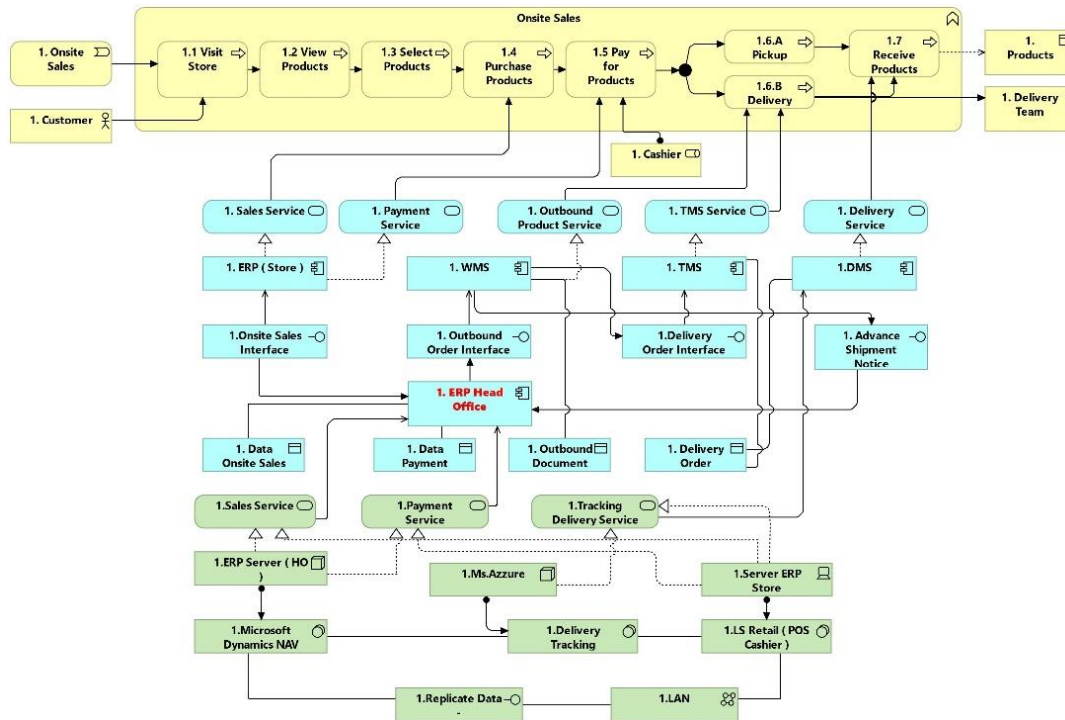 Onsite Sales
1. Onsite
Sales
1.1 Visit
Store
1.2 View
Products
1.3 Select
Products
1.4
Purchase
Products
1.5 Pay
for
Products
1.6.A
Pickup
1.6.B
Delivery
1.7
Receive
Products
1.
Products
1. Customer
1. Delivery
Team
1. Cashier
1. Sales Service
1. Payment
Service
1. Outbound
Product Service
1. TMS Service
1. Delivery
Service
1. ERP ( Store )
1. WMS
1. TMS
1.DMS
1.Onsite Sales
Interface
1. Outbound
Order Interface
1.Delivery
Order Interface
1. Advance
Shipment
Notice
1. ERP Head
Office
1. Data
Onsite Sales
1. Data
Payment
1. Outbound
Document
1. Delivery
Order
1.Sales Service
1.Payment
Service
1.Tracking
Delivery Service
1.ERP Server ( HO
)
1.Ms.Azzure
1.Server ERP
Store
1.Microsoft
Dynamics NAV
1.Delivery
Tracking
1.LS Retail ( POS
Cashier )
1.Replicate Data
-
1.LAN